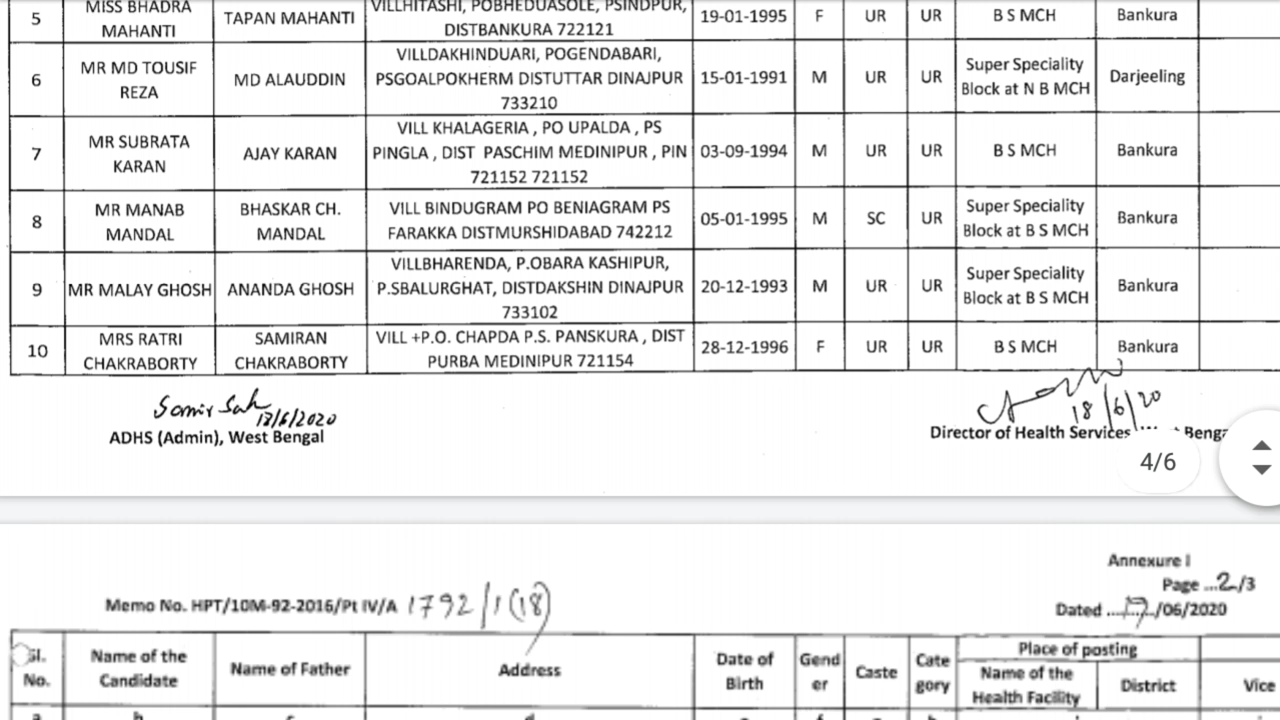 5 MISS BHADRA MAHANTI TAPAN MAHANTI VILLHITASHI, POBHEDUASOLE, PSINDPUR, DISTBANKURA 722121 19-01-1995 F UR UR B S MCH Bankura
6 MR MD TOUSIF REZA MD ALAUDDIN VILLDAKHINDUARI, POGENDABARI, PSGOALPOKHERM DISTUTTAR DINAJPUR 733210 15-01-1991 M UR UR Super Speciality Block at N B MCH Darjeeling
7 MR SUBRATA KARAN AJAY KARAN VILL KHALAGERIA , PO UPALDA , PS PINGLA , DIST PASCHIM MEDINIPUR , PIN 721152 721152 03-09-1994 M UR UR B S MCH Bankura
8 MR MANAB MANDAL BHASKAR CH. MANDAL VILL BINDUGRAM PO BENIAGRAM PS FARAKKA DISTMURSHIDABAD 742212 05-01-1995 M SC UR Super Speciality Block at B S MCH Bankura
9 MR MALAY GHOSH ANANDA GHOSH VILLBHARENDA, P.OBARA KASHIPUR, P.SBALURGHAT, DISTDAKSHIN DINAJPUR 733102 20-12-1993 M UR UR Super Speciality Block at B S MCH Bankura
10 MRS RATRI CHAKRABORTY SAMIRAN CHAKRABORTY VILL +P.O. CHAPDA P.S. PANSKURA , DIST PURBA MEDINIPUR 721154 28-12-1996 F UR UR B S MCH Bankura
Samir Sah
18/6/20
ADHS (Admin), West Bengal
Director of Health Services
4/6
Annexure I
Page ...2/3
Memo No. HPT/10M-92-2016/Pt IV/A 1792/1(18)
Dated ....17../06/2020
Sl. No. Name of the Candidate Name of Father Address Date of Birth Gend er Caste Cate gory Place of posting Name of the Health Facility District Vice